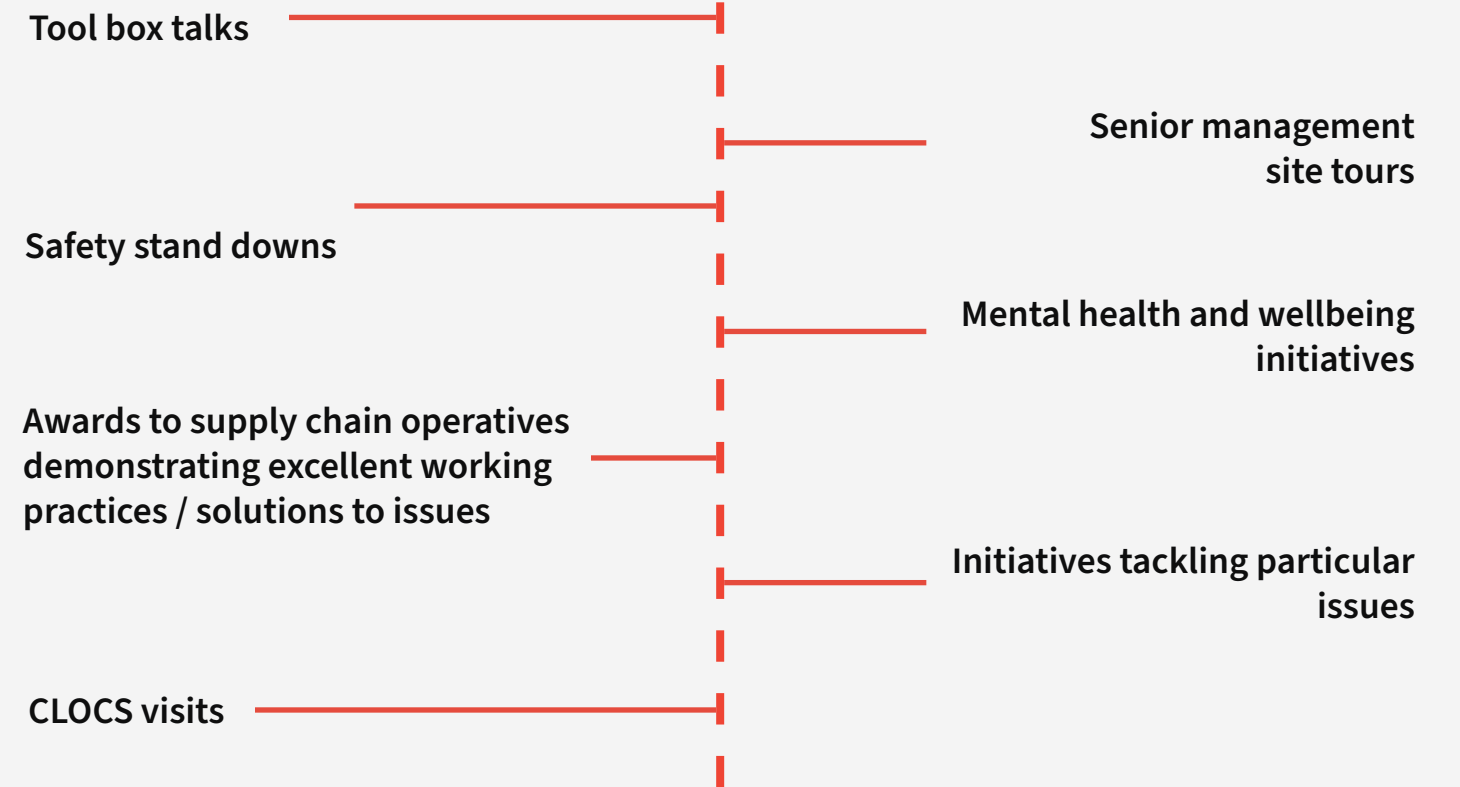 Tool box talks
Senior management
site tours
Safety stand downs
Mental health and wellbeing
initiatives
Awards to supply chain operatives
demonstrating excellent working
practices / solutions to issues
Initiatives tackling particular
issues
CLOCS visits